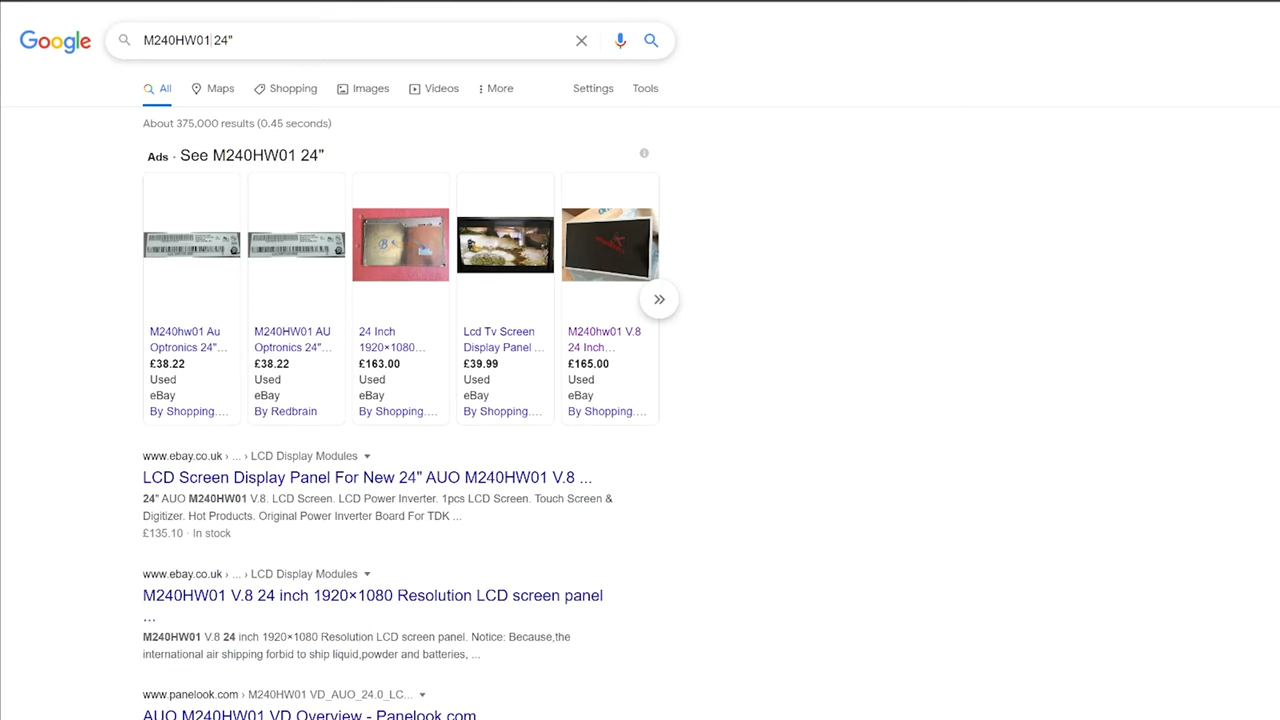 Google
M240HW01 24"
All
Maps
Shopping
Images
Videos
More
Settings
Tools
About 375,000 results (0.45 seconds)
Ads · See M240HW01 24"
M240hw01 Au
Optronics 24"...
£38.22
Used
eBay
By Shopping....
M240HW01 AU
Optronics 24"...
£38.22
Used
eBay
By Redbrain
24 Inch
1920×1080...
£163.00
Used
eBay
By Shopping....
Lcd Tv Screen
Display Panel ...
£39.99
Used
eBay
By Shopping....
M240hw01 V.8
24 Inch...
£165.00
Used
eBay
By Shopping....
www.ebay.co.uk › ... › LCD Display Modules
LCD Screen Display Panel For New 24" AUO M240HW01 V.8 ...
24" AUO M240HW01 V.8. LCD Screen. LCD Power Inverter. 1pcs LCD Screen. Touch Screen &
Digitizer. Hot Products. Original Power Inverter Board For TDK ...
£135.10 · In stock
www.ebay.co.uk › ... › LCD Display Modules
M240HW01 V.8 24 inch 1920×1080 Resolution LCD screen panel
...
M240HW01 V.8 24 inch 1920×1080 Resolution LCD screen panel. Notice: Because,the
international air shipping forbid to ship liquid,powder and batteries, ...
www.panelook.com › M240HW01 VD_AUO_24.0_LC...
AUO M240HW01 VD Overview - Panelook.com